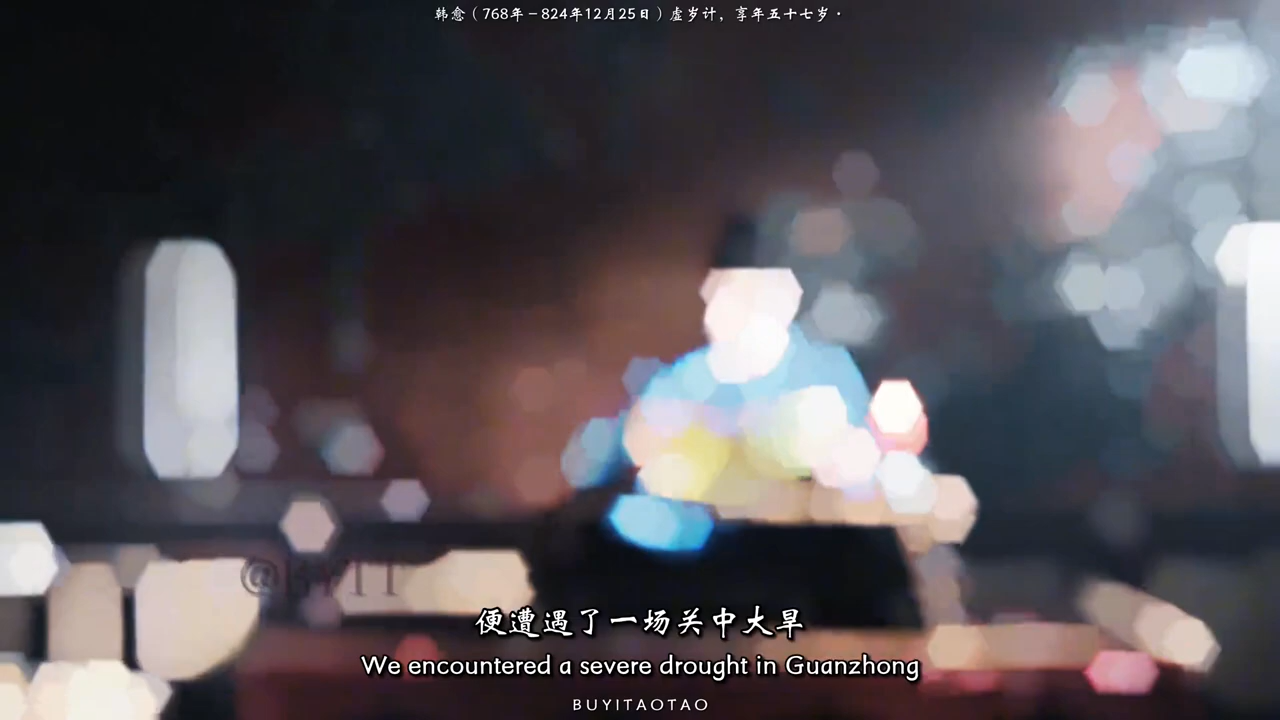 韩愈（768年－824年12月25日）虚岁计，享年五十七岁·
@BYTT
便遭遇了一场关中大旱
We encountered a severe drought in Guanzhong
BUYITAOTAO